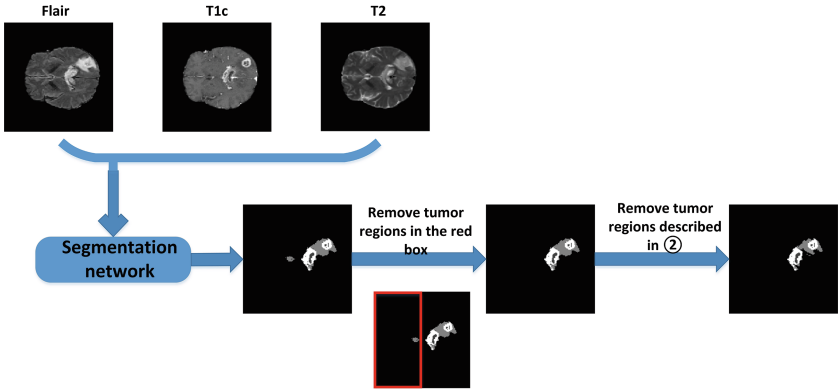 Flair
T1c
T2
Segmentation
network
Remove tumor
regions in the red
box
Remove tumor
regions described
in ②